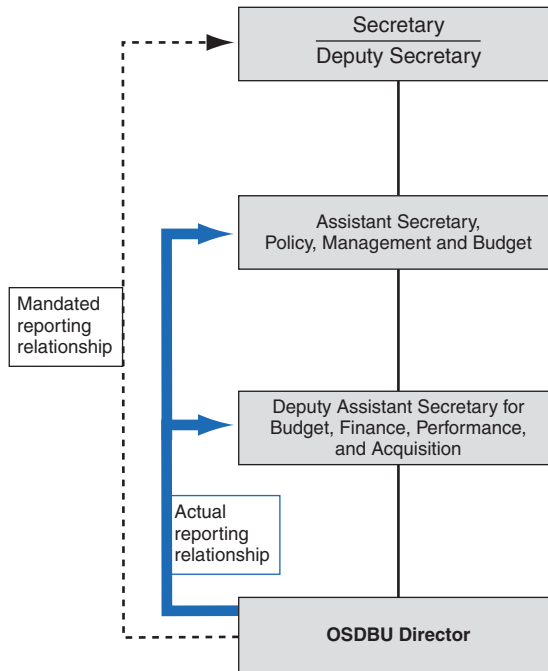 Secretary
Deputy Secretary
Assistant Secretary,
Policy, Management and Budget
Mandated
reporting
relationship
Deputy Assistant Secretary for
Budget, Finance, Performance,
and Acquisition
Actual
reporting
relationship
OSDBU Director